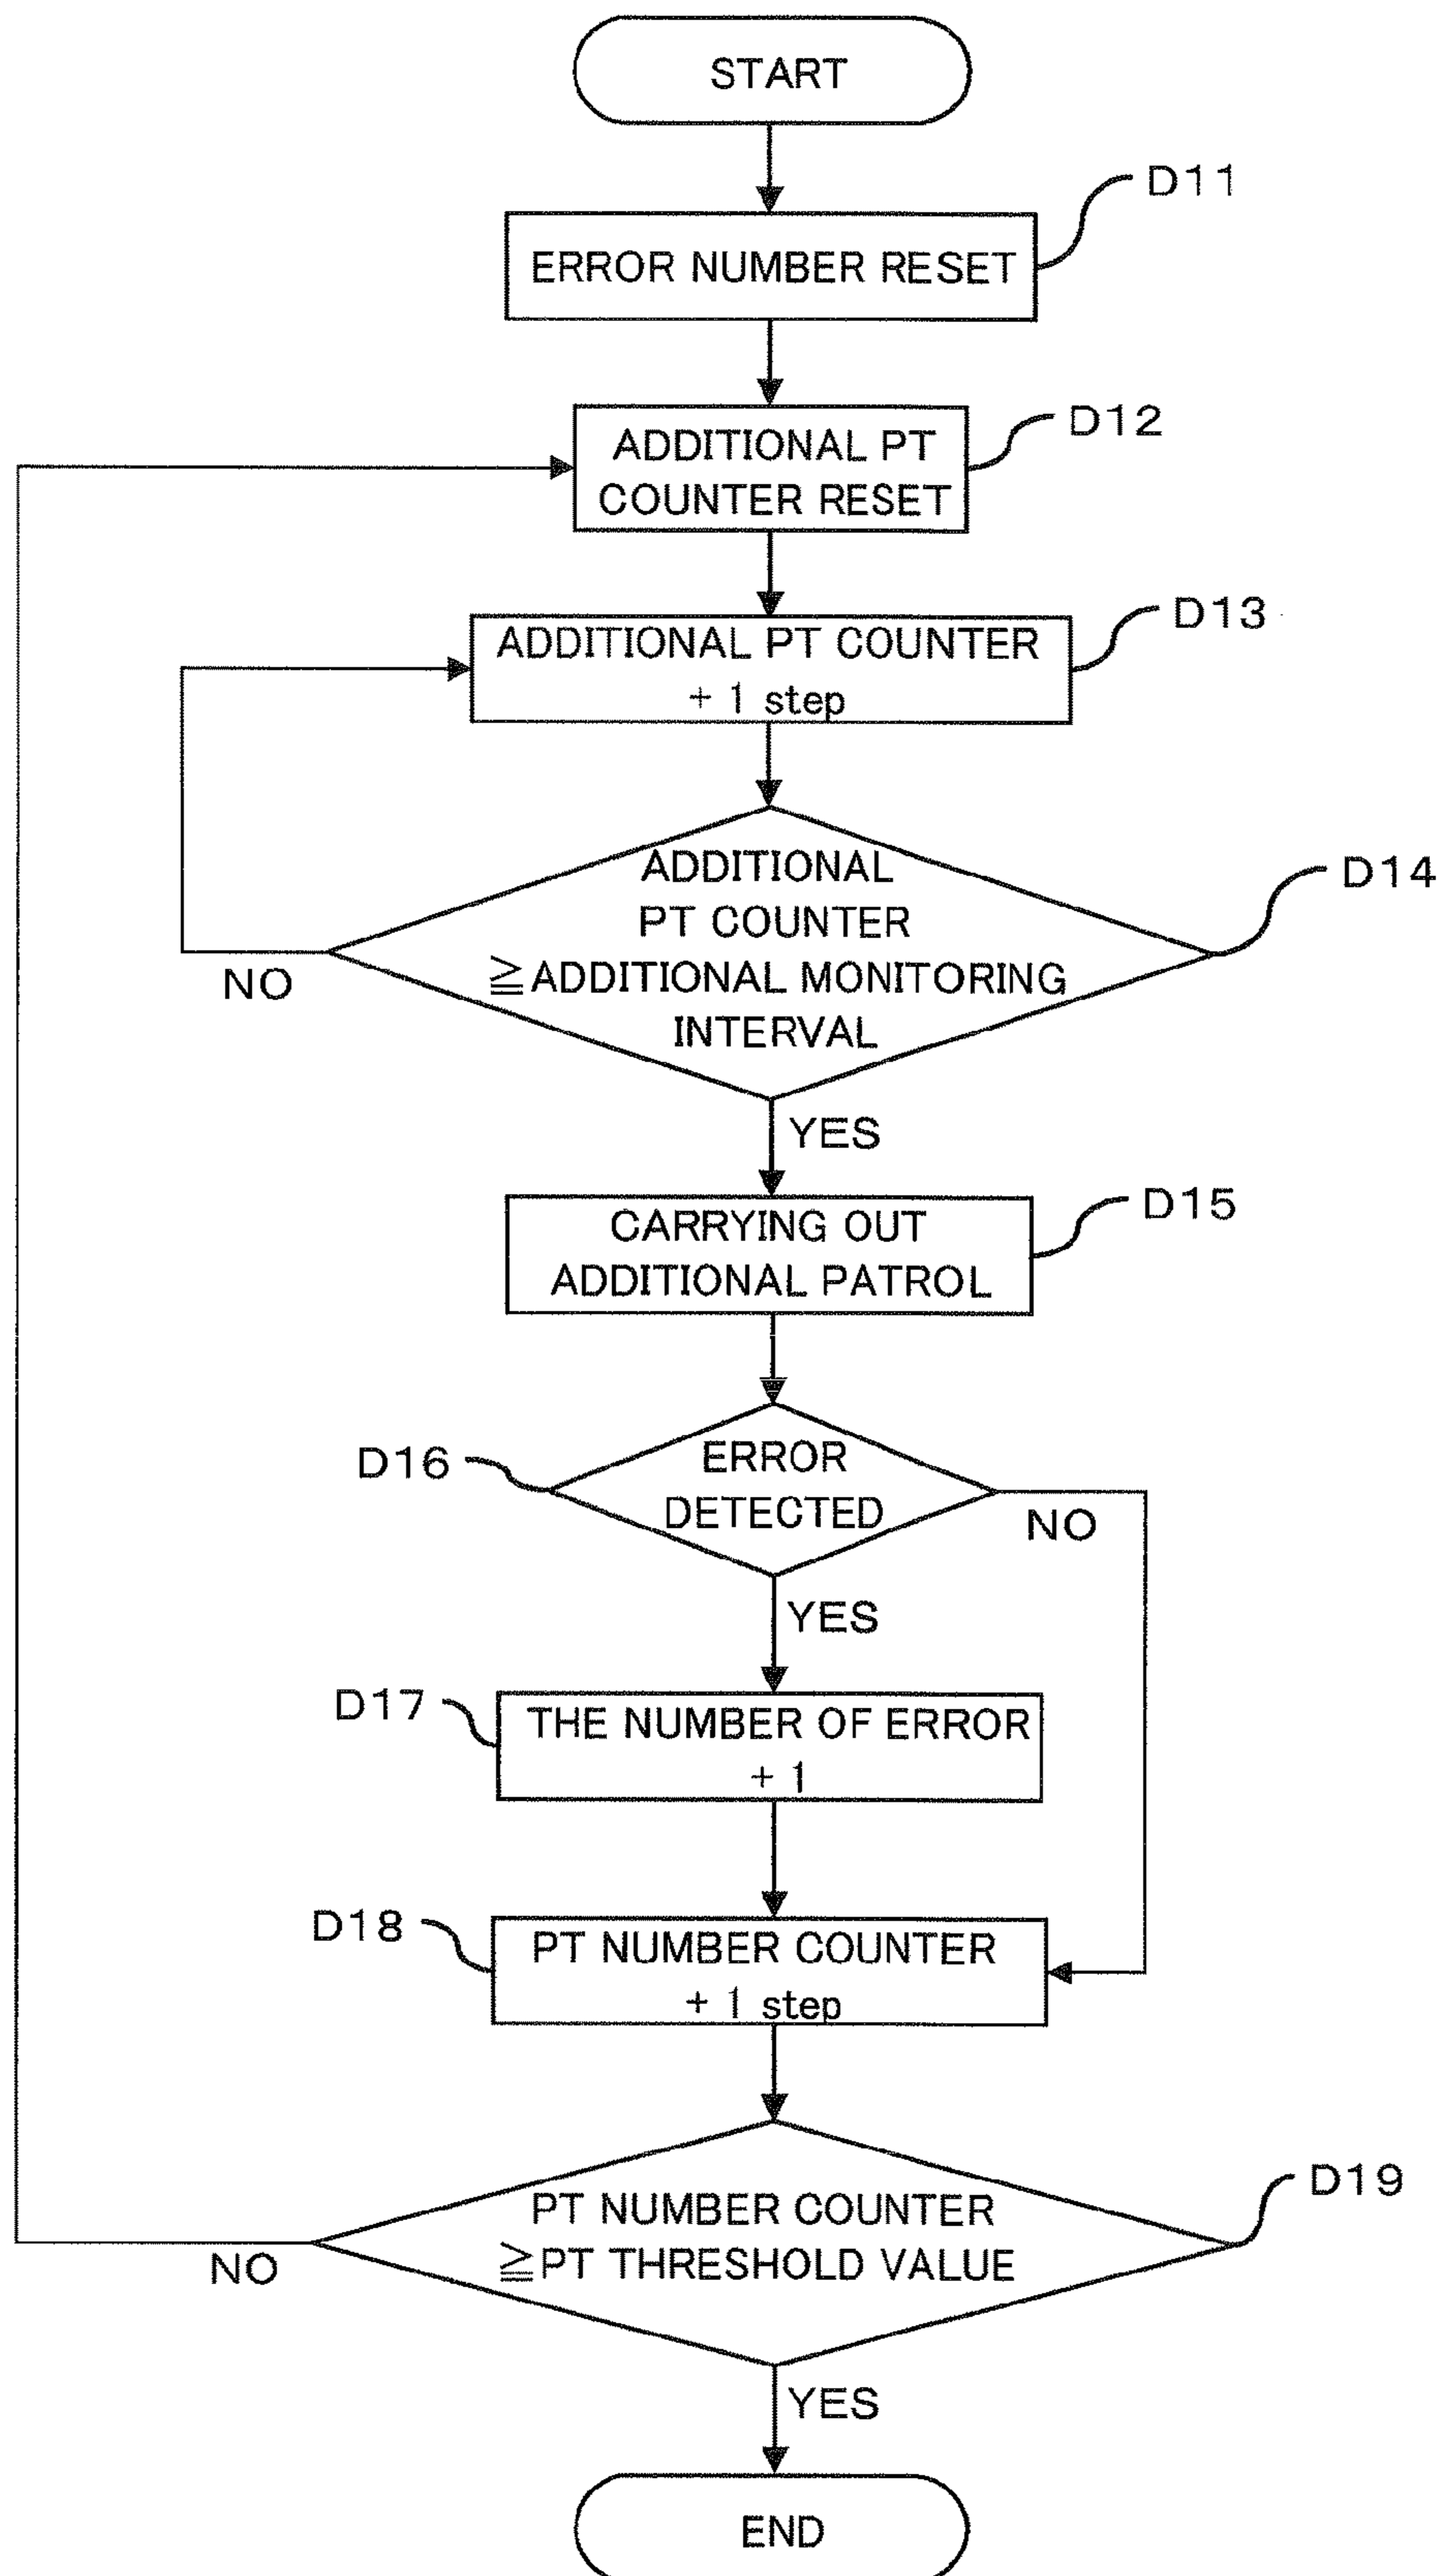 START
D11
ERROR NUMBER RESET
D12
ADDITIONAL PT
COUNTER RESET
D13
ADDITIONAL PT COUNTER
+ 1 step
D14
ADDITIONAL
PT COUNTER
≧ADDITIONAL MONITORING
INTERVAL
NO
YES
D15
CARRYING OUT
ADDITIONAL PATROL
D16
ERROR
DETECTED
NO
YES
D17
THE NUMBER OF ERROR
+ 1
D18
PT NUMBER COUNTER
+ 1 step
D19
PT NUMBER COUNTER
≧PT THRESHOLD VALUE
NO
YES
END